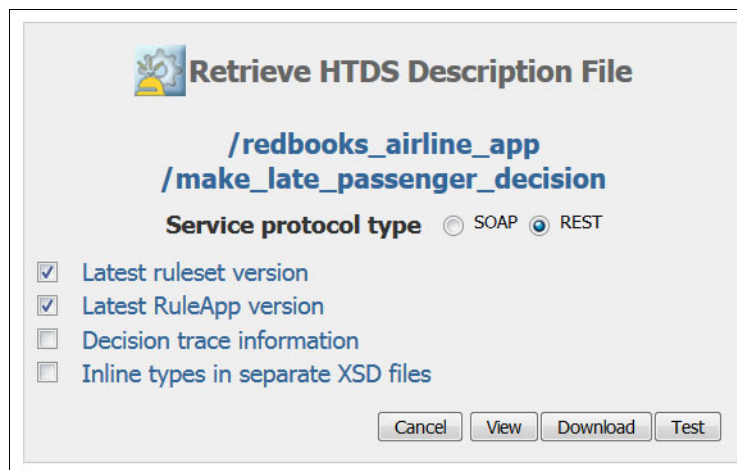 Retrieve HTDS Description File
/redbooks_airline_app
/make_late_passenger_decision
Service protocol type SOAP REST
Latest ruleset version
Latest RuleApp version
Decision trace information
Inline types in separate XSD files
Cancel View Download Test